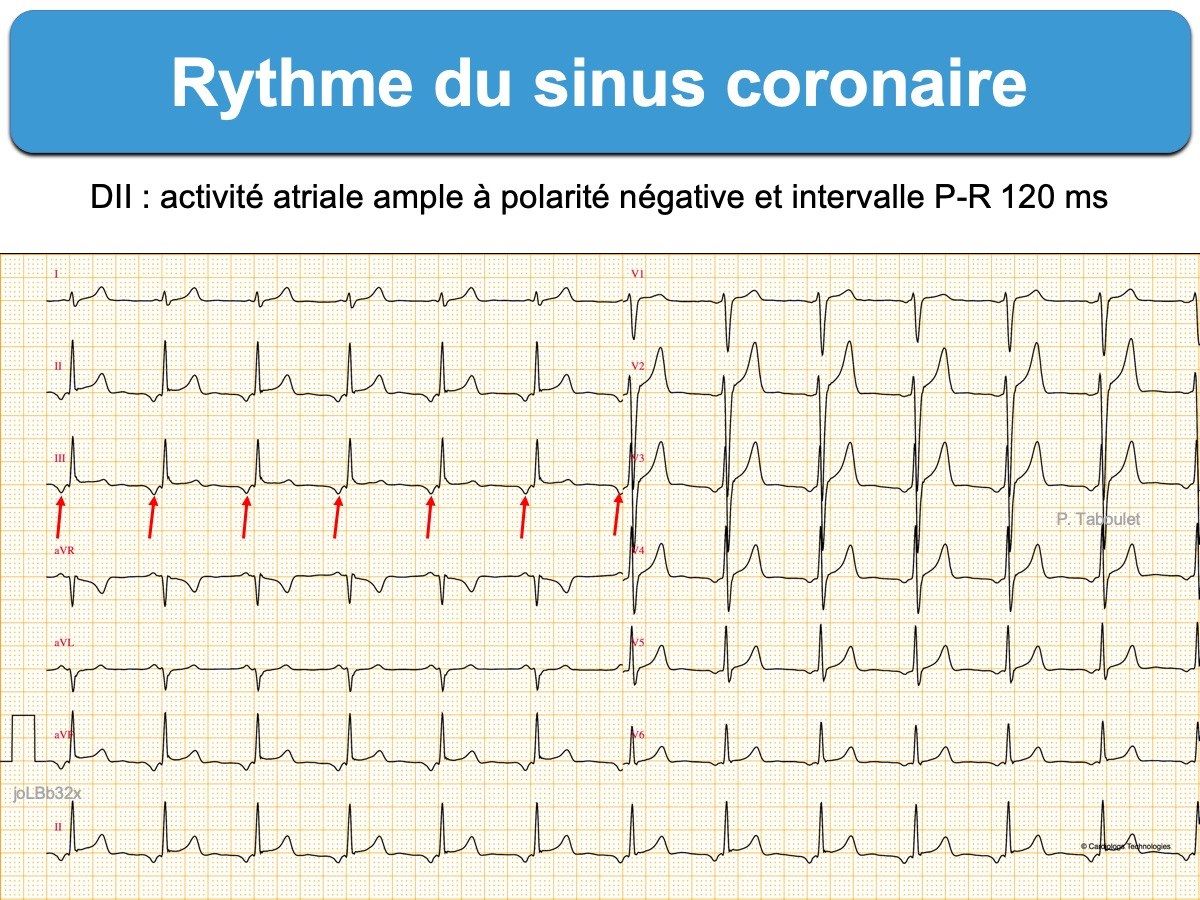 Rythme du sinus coronaire
DII : activité atriale ample à polarité négative et intervalle P-R 120 ms
I
V1
II
V2
III
V3
P. Taboulet
aVR
V4
aVL
V5
aVF
V6
joLBb32x
II
© Cardiologs Technologies